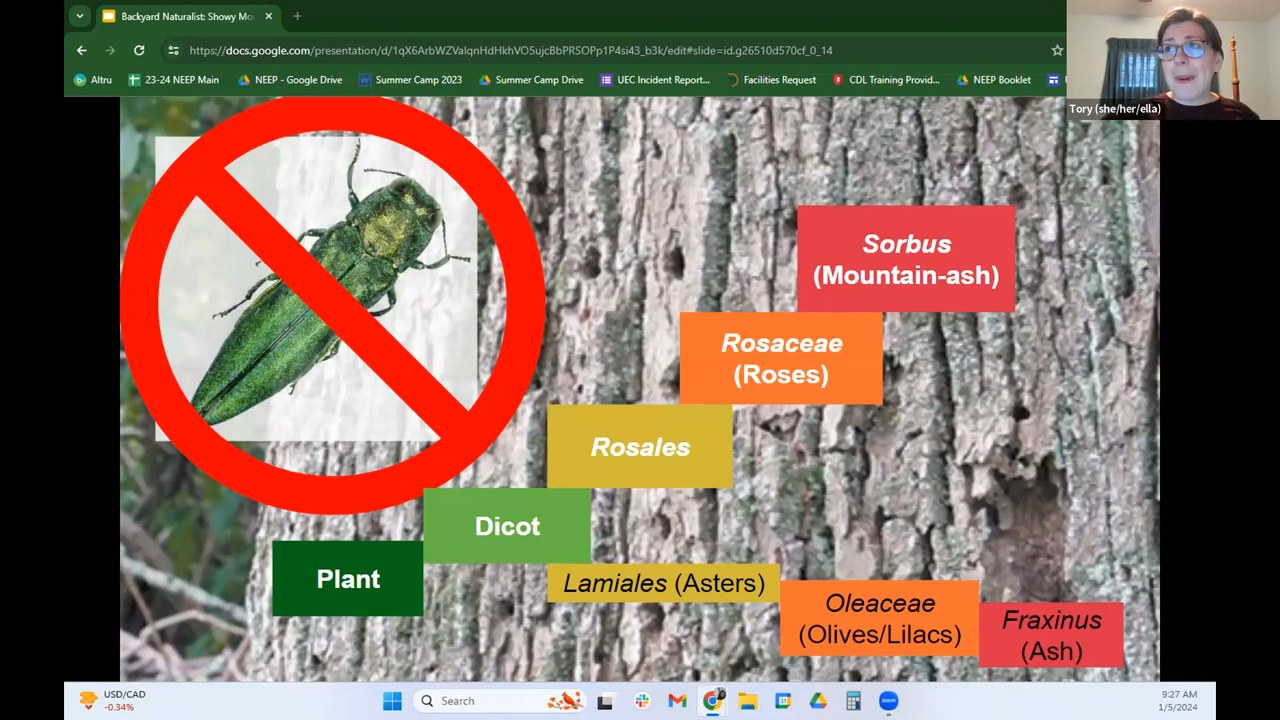 Backyard Naturalist: Showy Mo
https://docs.google.com/presentation/d/1qX6ArbWZValqnHdHkhVO5ujcBbPRSOPp1P4si43_b3k/edit#slide=id.g26510d570cf_0_14
Altru
23-24 NEEP Main
NEEP - Google Drive
Summer Camp 2023
Summer Camp Drive
UEC Incident Report...
Facilities Request
CDL Training Provid...
NEEP Booklet
Tory (she/her/ella)
Sorbus
(Mountain-ash)
Rosaceae
(Roses)
Rosales
Dicot
Plant
Lamiales (Asters)
Oleaceae
(Olives/Lilacs)
Fraxinus
(Ash)
USD/CAD
-0.34%
Search
31
zoom
9:27 AM
1/5/2024